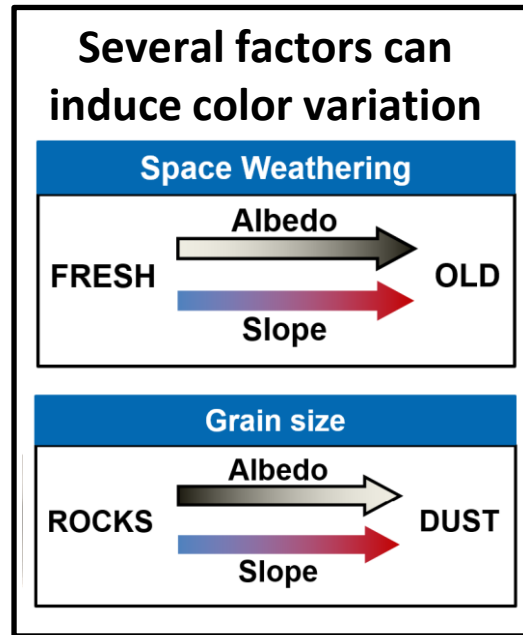 Several factors can
induce color variation
Space Weathering
Albedo
FRESH
OLD
Slope
Grain size
Albedo
ROCKS
DUST
Slope